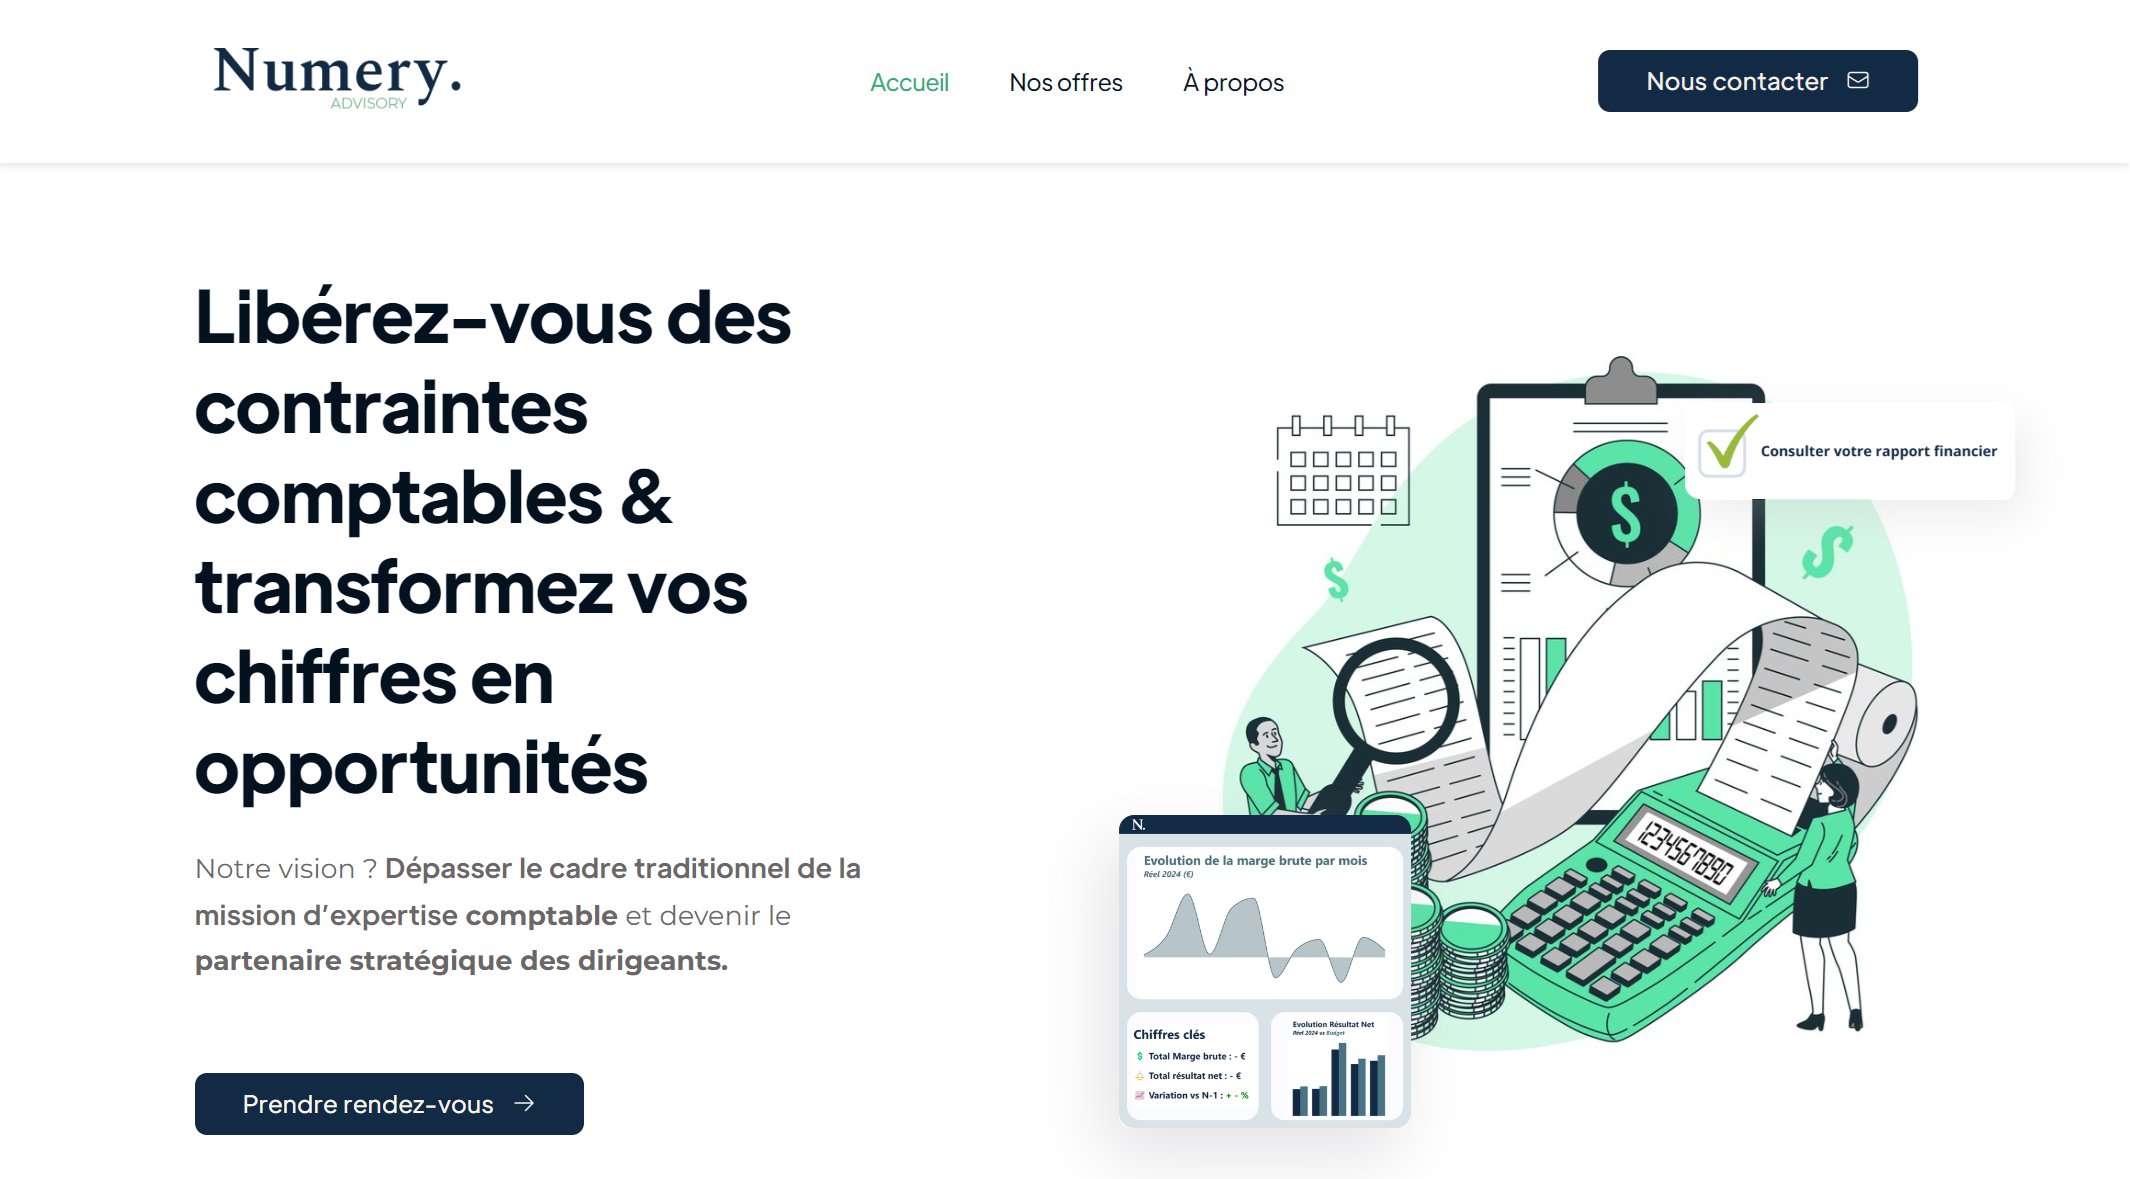 Numery.
ADVISORY
Accueil
Nos offres
À propos
Nous contacter
Libérez-vous des
contraintes
comptables &
transformez vos
chiffres en
opportunités
Notre vision ? Dépasser le cadre traditionnel de la
mission d'expertise comptable et devenir le
partenaire stratégique des dirigeants.
Prendre rendez-vous
Consulter votre rapport financier
$
$
$
1234567890
N.
Evolution de la marge brute par mois
Réel 2024 (€)
Chiffres clés
$ Total Marge brute : - €
Total résultat net : - €
Variation vs N-1 : + - %
Evolution Résultat Net
Réel 2024 vs Budget